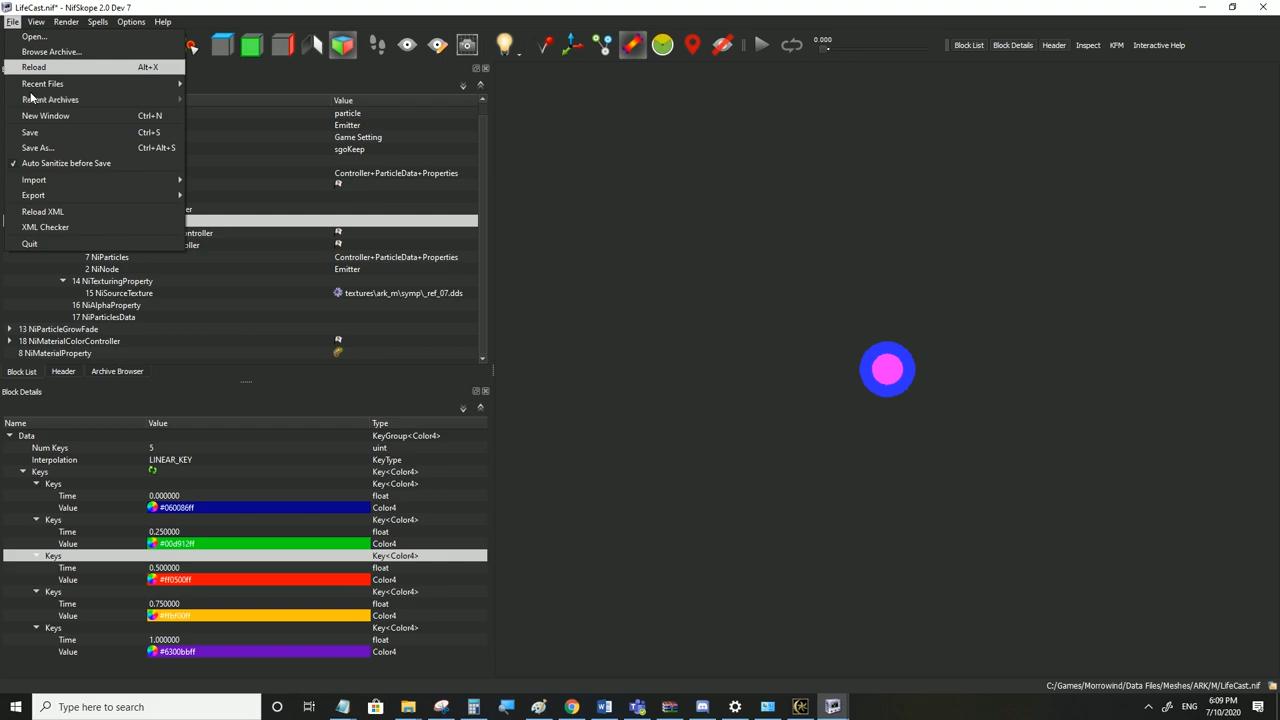 LifeCast.nif* - NifSkope 2.0 Dev 7
File View Render Spells Options Help
Open...
Browse Archive...
Reload Alt+X
Recent Files
Recent Archives
New Window Ctrl+N
Save Ctrl+S
Save As... Ctrl+Alt+S
Auto Sanitize before Save
Import
Export
Reload XML
XML Checker
Quit
0.000
Block List Block Details Header Inspect KFM Interactive Help
Value
particle
Emitter
Game Setting
sgoKeep
Controller+ParticleData+Properties
7 NiParticles Controller+ParticleData+Properties
2 NiNode Emitter
14 NiTexturingProperty
15 NiSourceTexture textures\ark_m\symp\_ref_07.dds
16 NiAlphaProperty
17 NiParticlesData
13 NiParticleGrowFade
18 NiMaterialColorController
8 NiMaterialProperty
Block List Header Archive Browser
Block Details
Name Value Type
Data KeyGroup<Color4>
Num Keys 5 uint
Interpolation LINEAR_KEY KeyType
Keys Key<Color4>
Keys Key<Color4>
Time 0.000000 float
Value #060086ff Color4
Keys Key<Color4>
Time 0.250000 float
Value #00d912ff Color4
Keys Key<Color4>
Time 0.500000 float
Value #ff0500ff Color4
Keys Key<Color4>
Time 0.750000 float
Value #ffbf00ff Color4
Keys Key<Color4>
Time 1.000000 float
Value #6300bbff Color4
C:/Games/Morrowind/Data Files/Meshes/ARK/M/LifeCast.nif
Type here to search
ENG
6:09 PM
7/10/2020